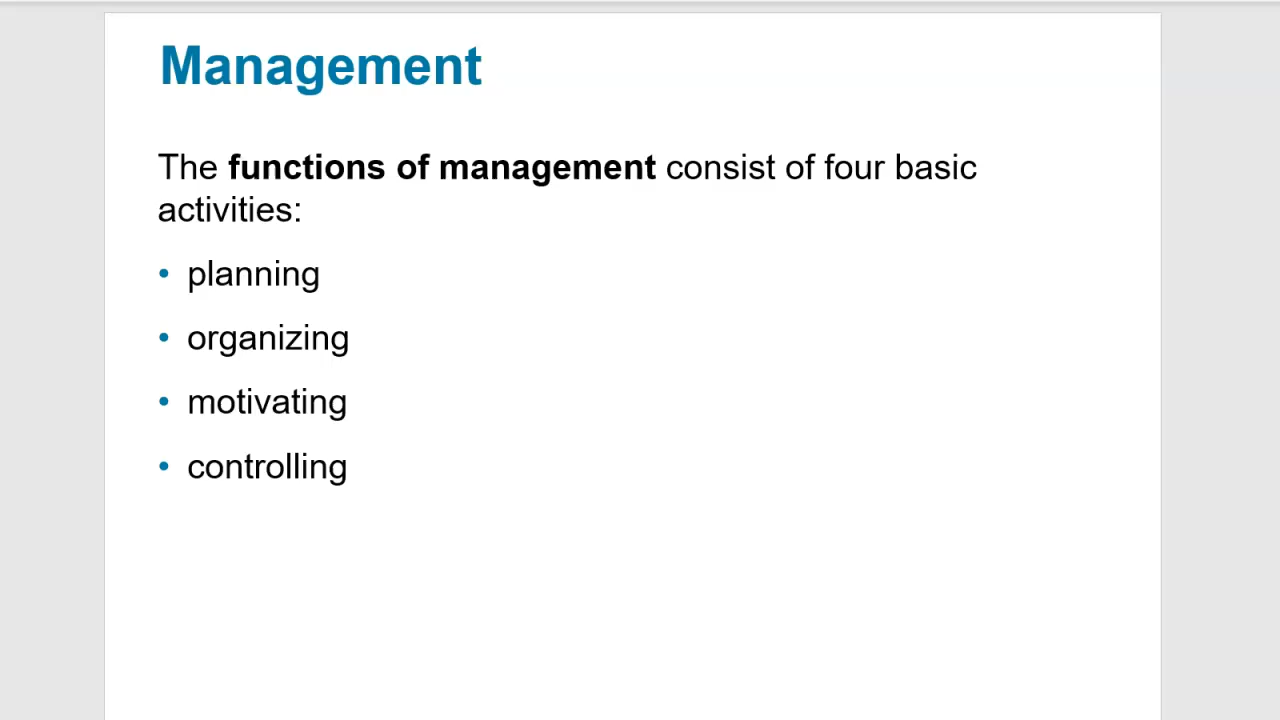 Management
The functions of management consist of four basic
activities:
• planning
• organizing
• motivating
• controlling